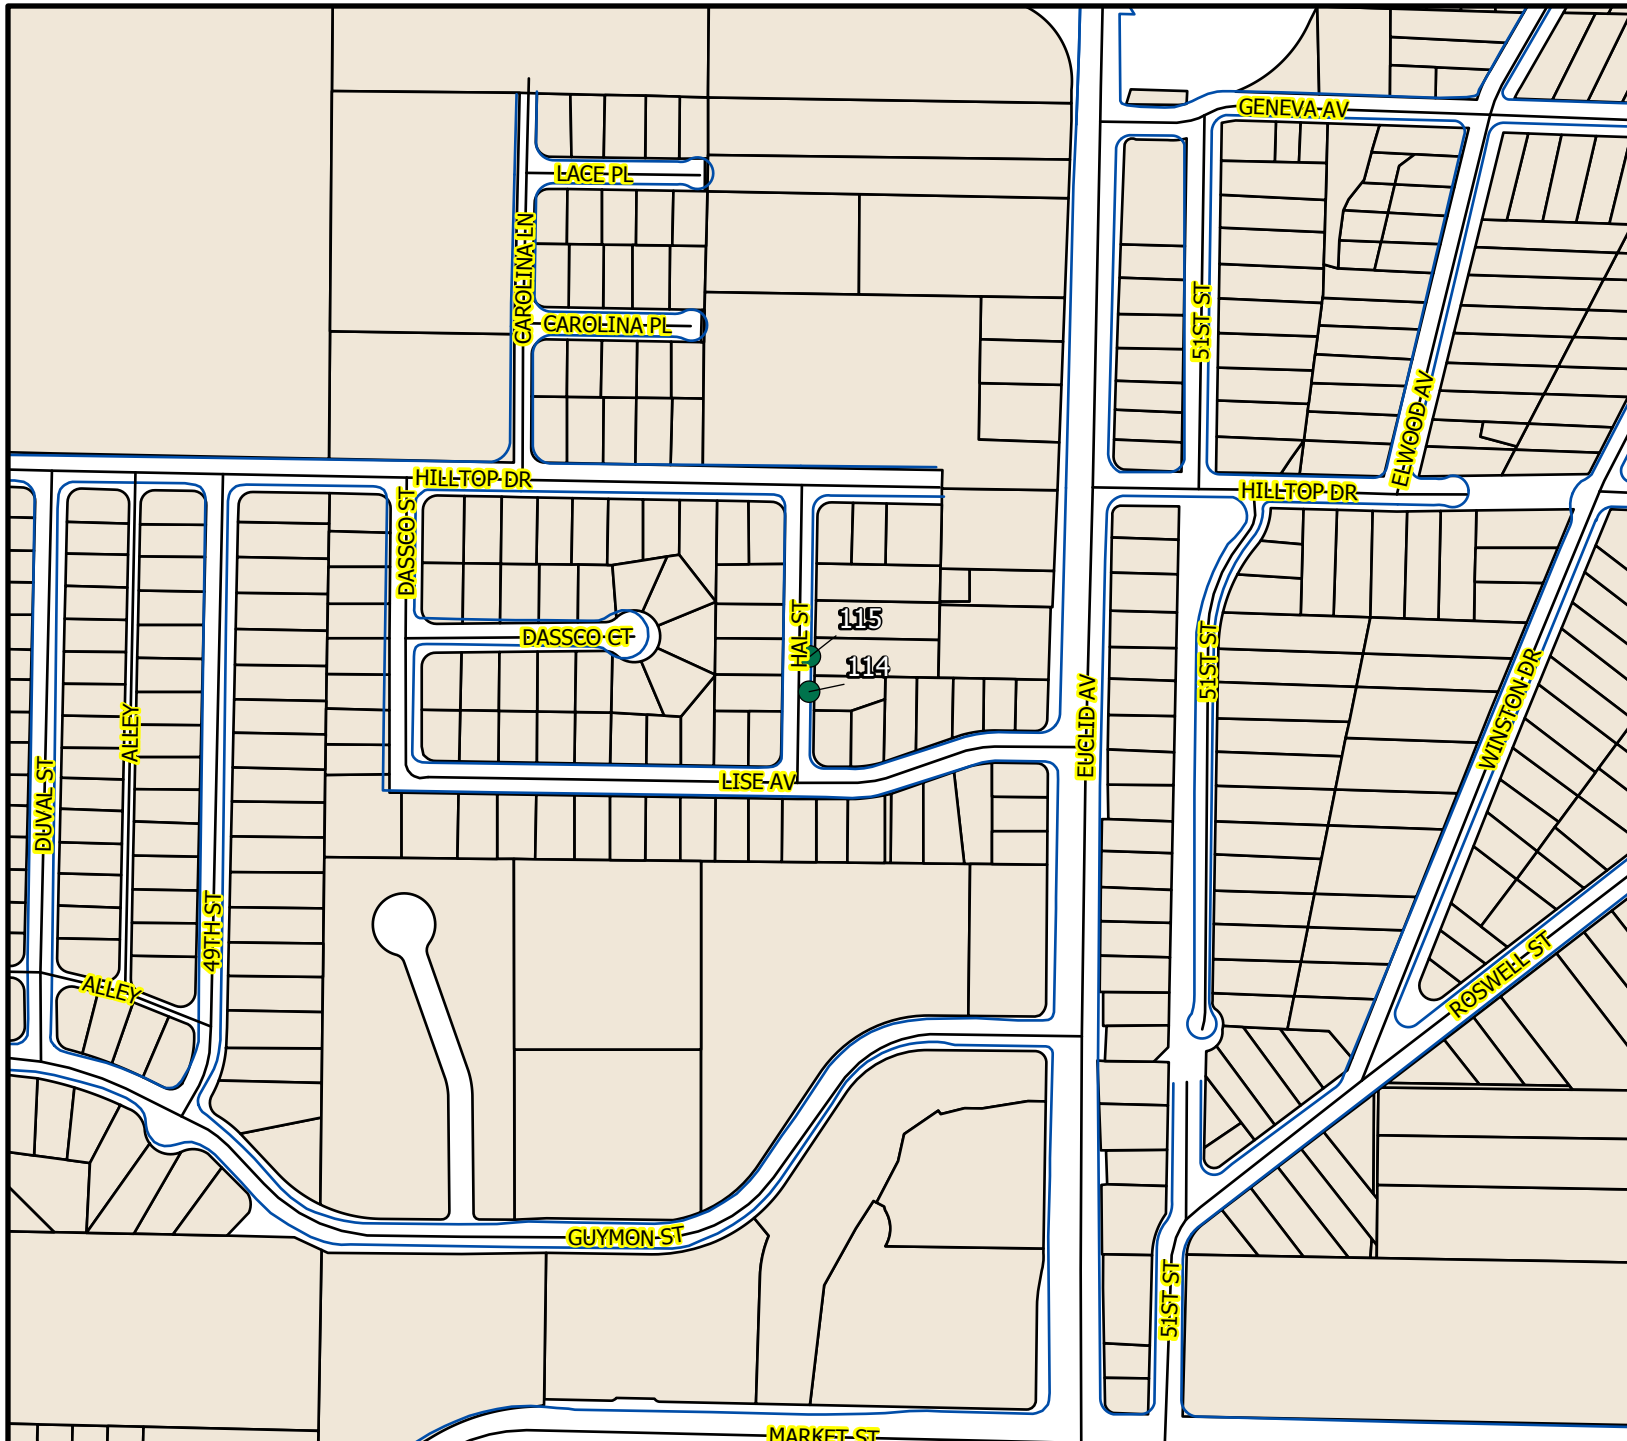 GENEVA AV
LACE PL
CAROLINA LN
CAROLINA PL
51ST ST
ELWOOD AV
HILLTOP DR
HILLTOP DR
DASSCO ST
HAL ST
115
DASSCO CT
114
51ST ST
WINSTON DR
EUCLID AV
ALLEY
DUVAL ST
LISE AV
49TH ST
ALLEY
ROSWELL ST
GUYMON ST
51ST ST
MARKET ST